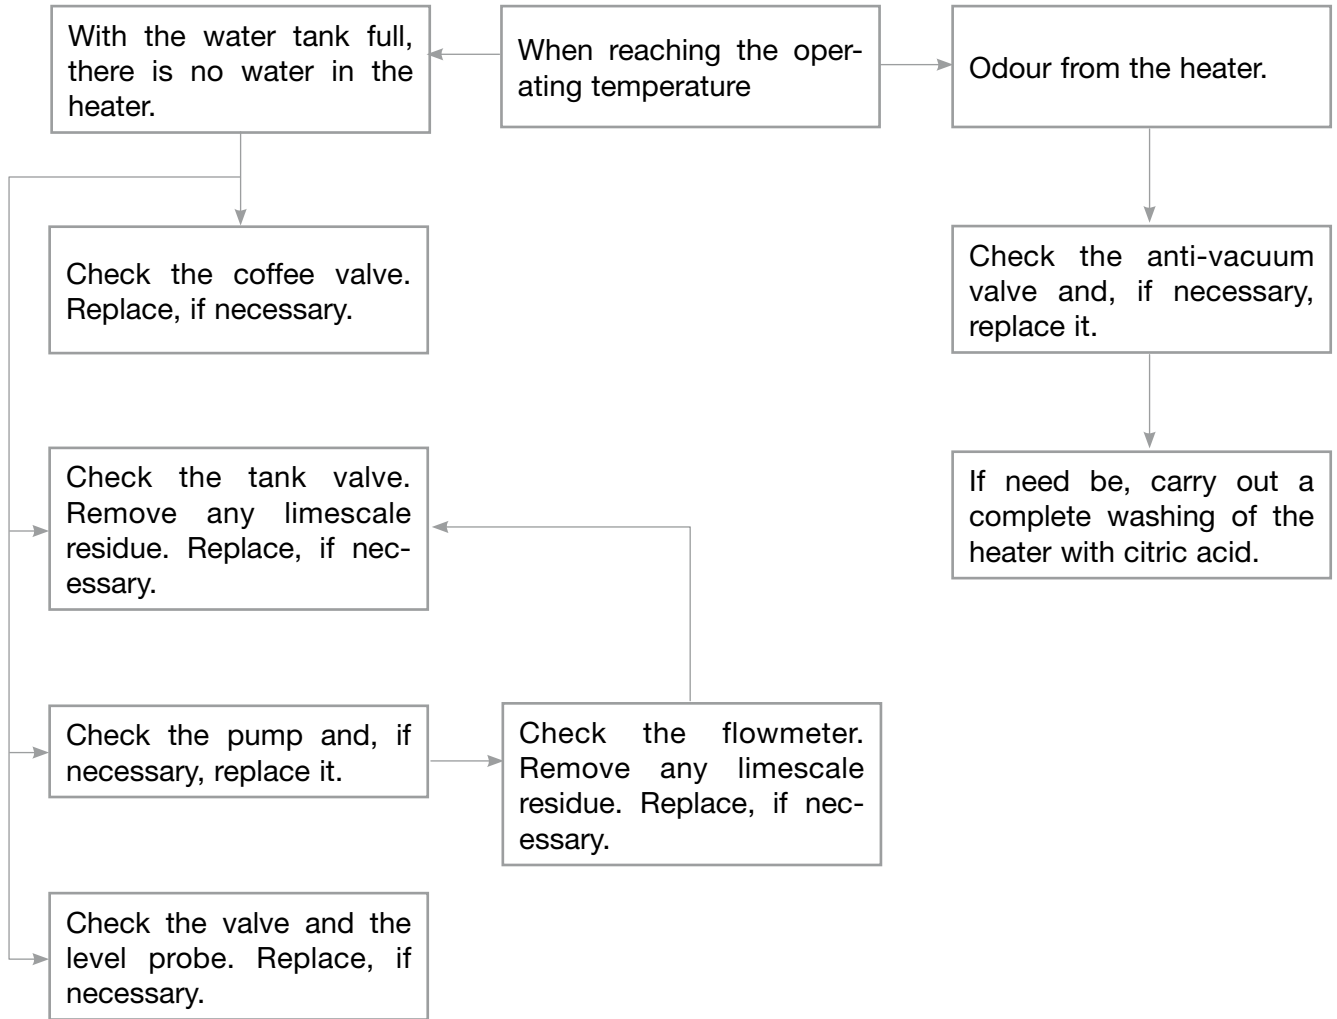 With the water tank full,
there is no water in the
heater.
When reaching the oper-
ating temperature
Odour from the heater.
Check the coffee valve.
Replace, if necessary.
Check the anti-vacuum
valve and, if necessary,
replace it.
Check the tank valve.
Remove any limescale
residue. Replace, if nec-
essary.
If need be, carry out a
complete washing of the
heater with citric acid.
Check the pump and, if
necessary, replace it.
Check the flowmeter.
Remove any limescale
residue. Replace, if nec-
essary.
Check the valve and the
level probe. Replace, if
necessary.